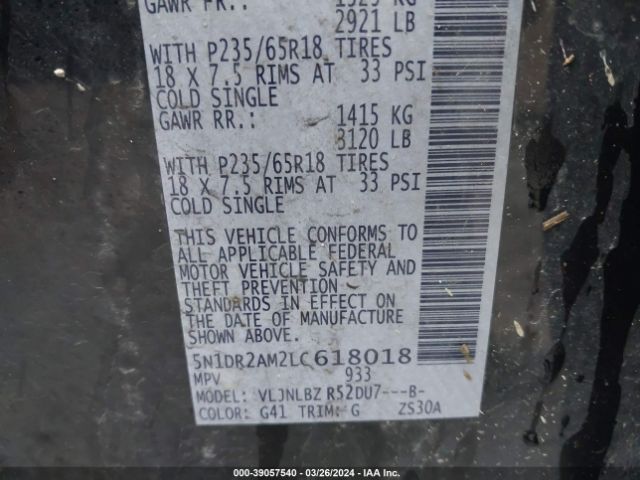 GAWR FR.: 1325 KG
2921 LB
WITH P235/65R18 TIRES
18 X 7.5 RIMS AT 33 PSI
COLD SINGLE
GAWR RR.: 1415 KG
3120 LB
WITH P235/65R18 TIRES
18 X 7.5 RIMS AT 33 PSI
COLD SINGLE
THIS VEHICLE CONFORMS TO
ALL APPLICABLE FEDERAL
MOTOR VEHICLE SAFETY AND
THEFT PREVENTION
STANDARDS IN EFFECT ON
THE DATE OF MANUFACTURE
SHOWN ABOVE.
5N1DR2AM2LC618018
MPV 933
MODEL: VLJNLBZ R52DU7---B-
COLOR: G41 TRIM: G ZS30A
000-39057540 | 03/26/2024 | IAA Inc.